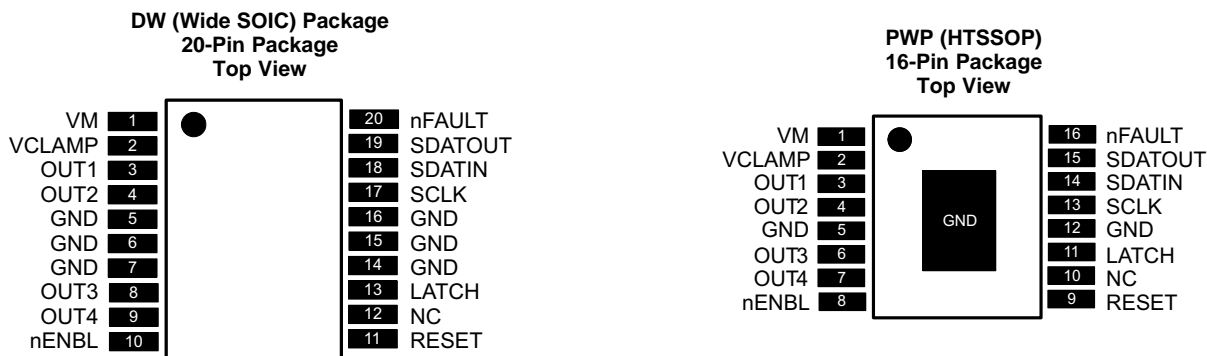 DW (Wide SOIC) Package
20-Pin Package
Top View
VM 1
VCLAMP 2
OUT1 3
OUT2 4
GND 5
GND 6
GND 7
OUT3 8
OUT4 9
nENBL 10
20 nFAULT
19 SDATOUT
18 SDATIN
17 SCLK
16 GND
15 GND
14 GND
13 LATCH
12 NC
11 RESET
PWP (HTSSOP)
16-Pin Package
Top View
VM 1
VCLAMP 2
OUT1 3
OUT2 4
GND 5
OUT3 6
OUT4 7
nENBL 8
GND
16 nFAULT
15 SDATOUT
14 SDATIN
13 SCLK
12 GND
11 LATCH
10 NC
9 RESET